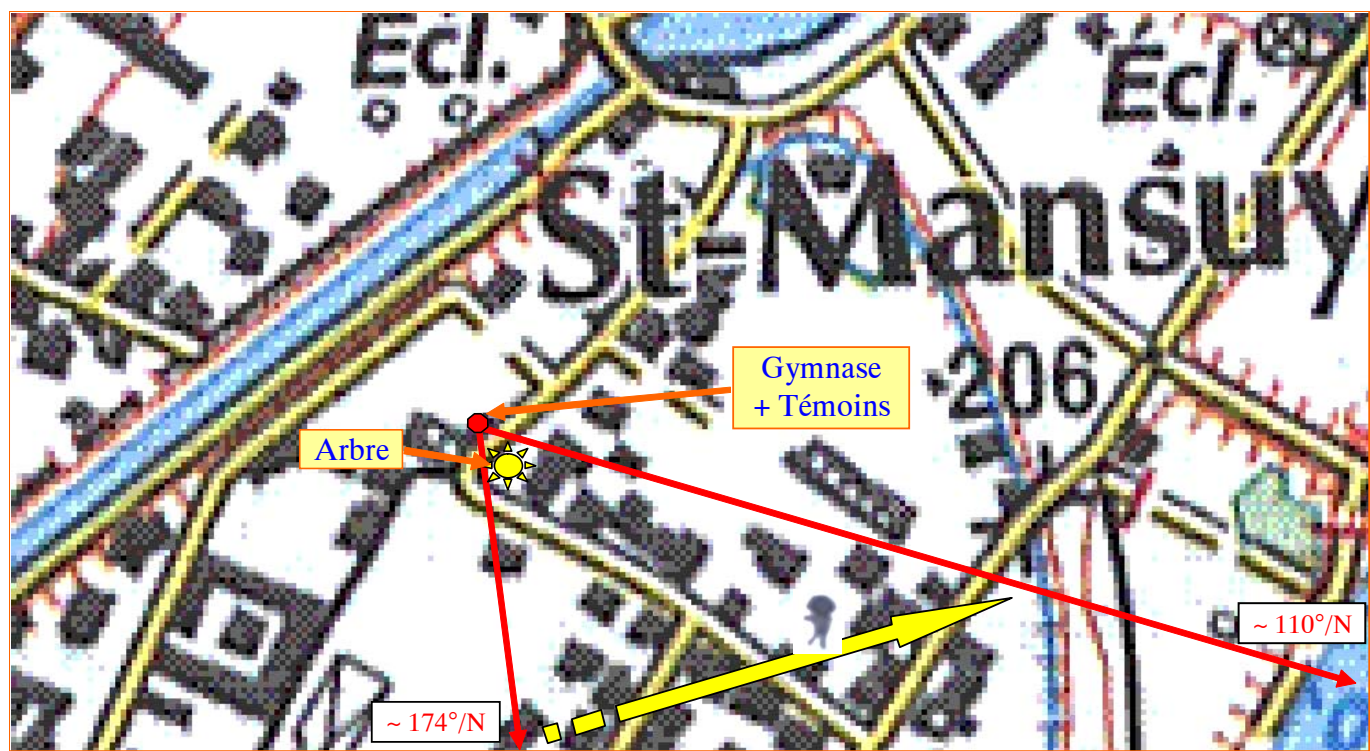 Écl.
Écl.
St-Mansuy
206
Gymnase
+ Témoins
Arbre
~ 110°/N
~ 174°/N